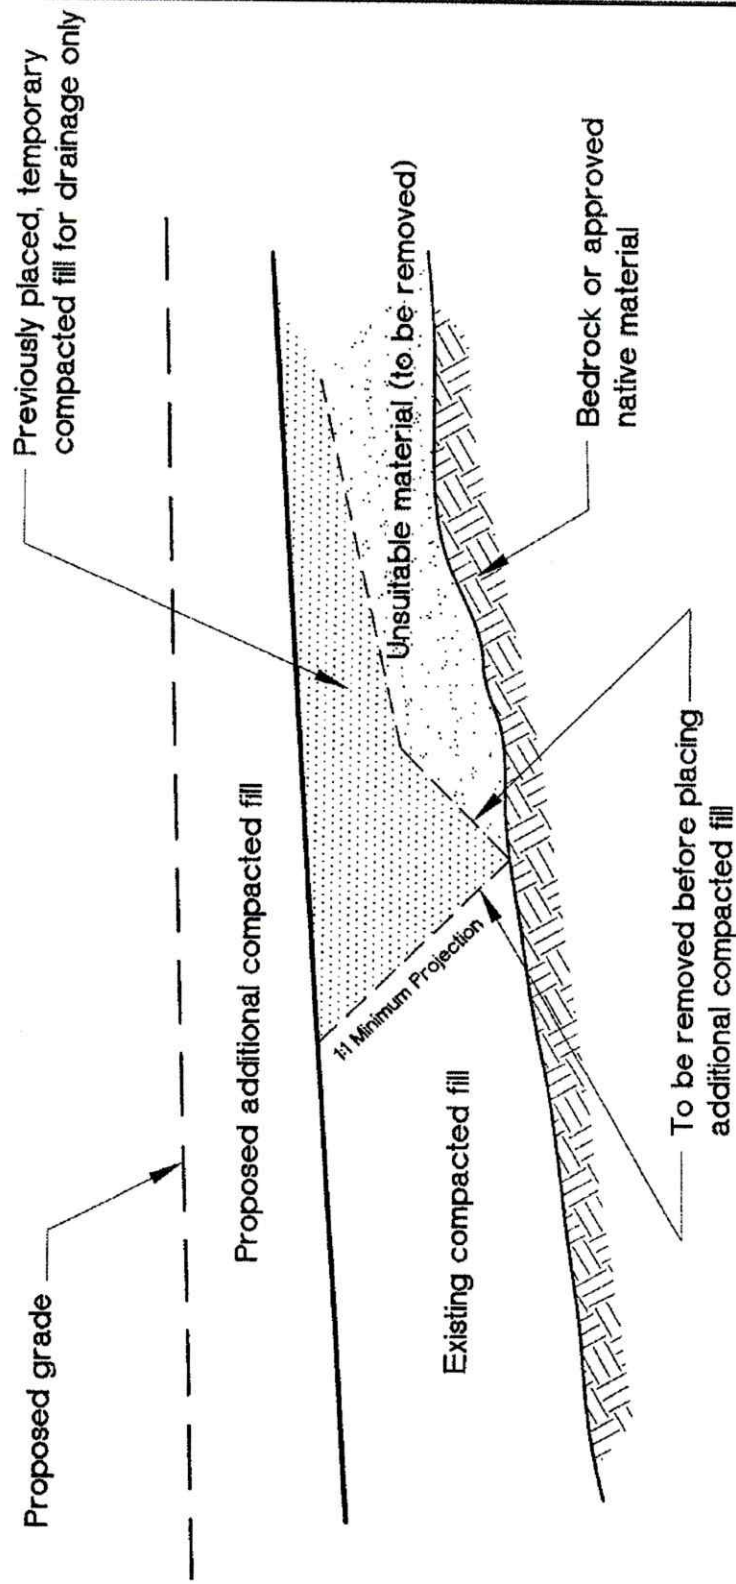 Proposed grade
Previously placed, temporary
compacted fill for drainage only
Proposed additional compacted fill
Unsuitable material (to be removed)
1:1 Minimum Projection
Existing compacted fill
Bedrock or approved
native material
To be removed before placing
additional compacted fill